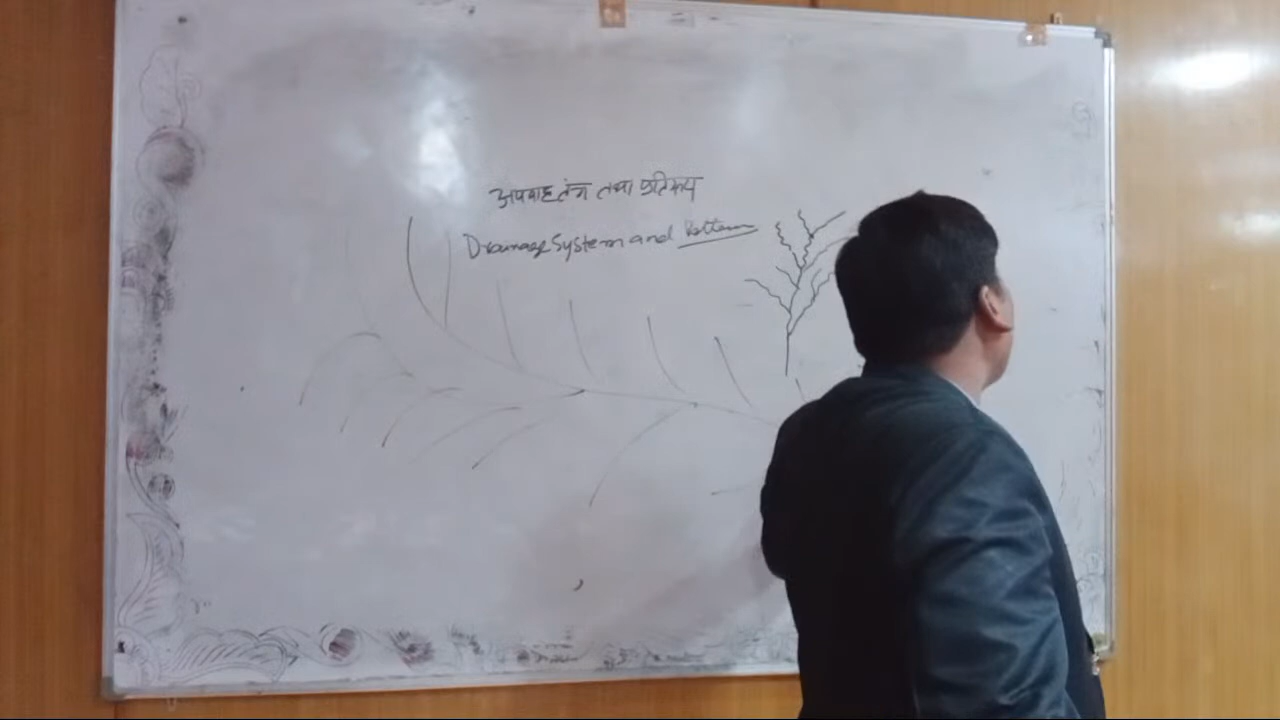 अपवाह तंत्र तथा प्रतिरूप
Drainage System and Pattern